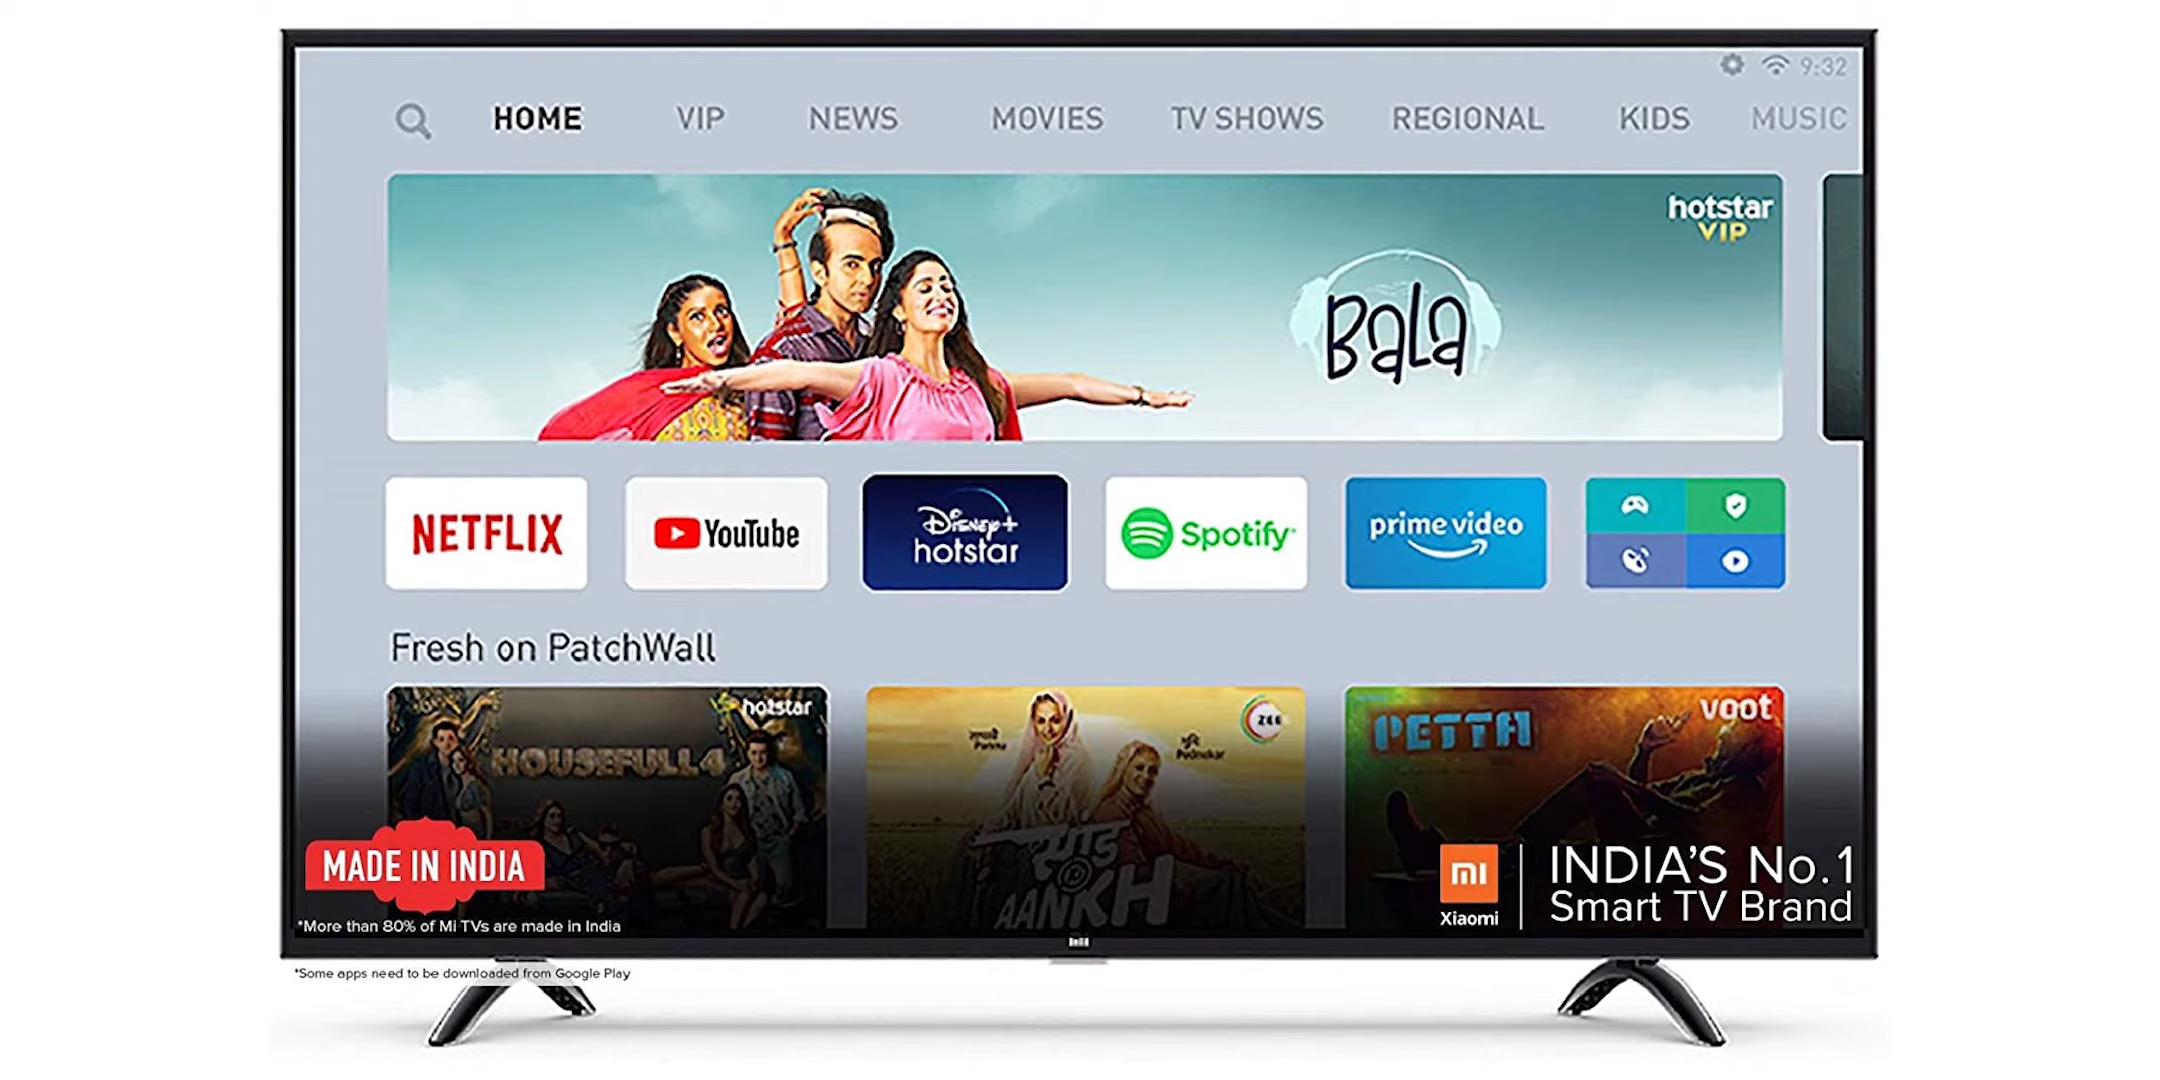 9:32
HOME VIP NEWS MOVIES TV SHOWS REGIONAL KIDS MUSIC
hotstar
VIP
Bala
NETFLIX
YouTube
Disney+
hotstar
Spotify
prime video
Fresh on PatchWall
hotstar
HOUSEFULL 4
ZEE
सांड
AANKH
PETTA
voot
MADE IN INDIA
*More than 80% of Mi TVs are made in India
mi
Xiaomi
INDIA'S No.1
Smart TV Brand
*Some apps need to be downloaded from Google Play